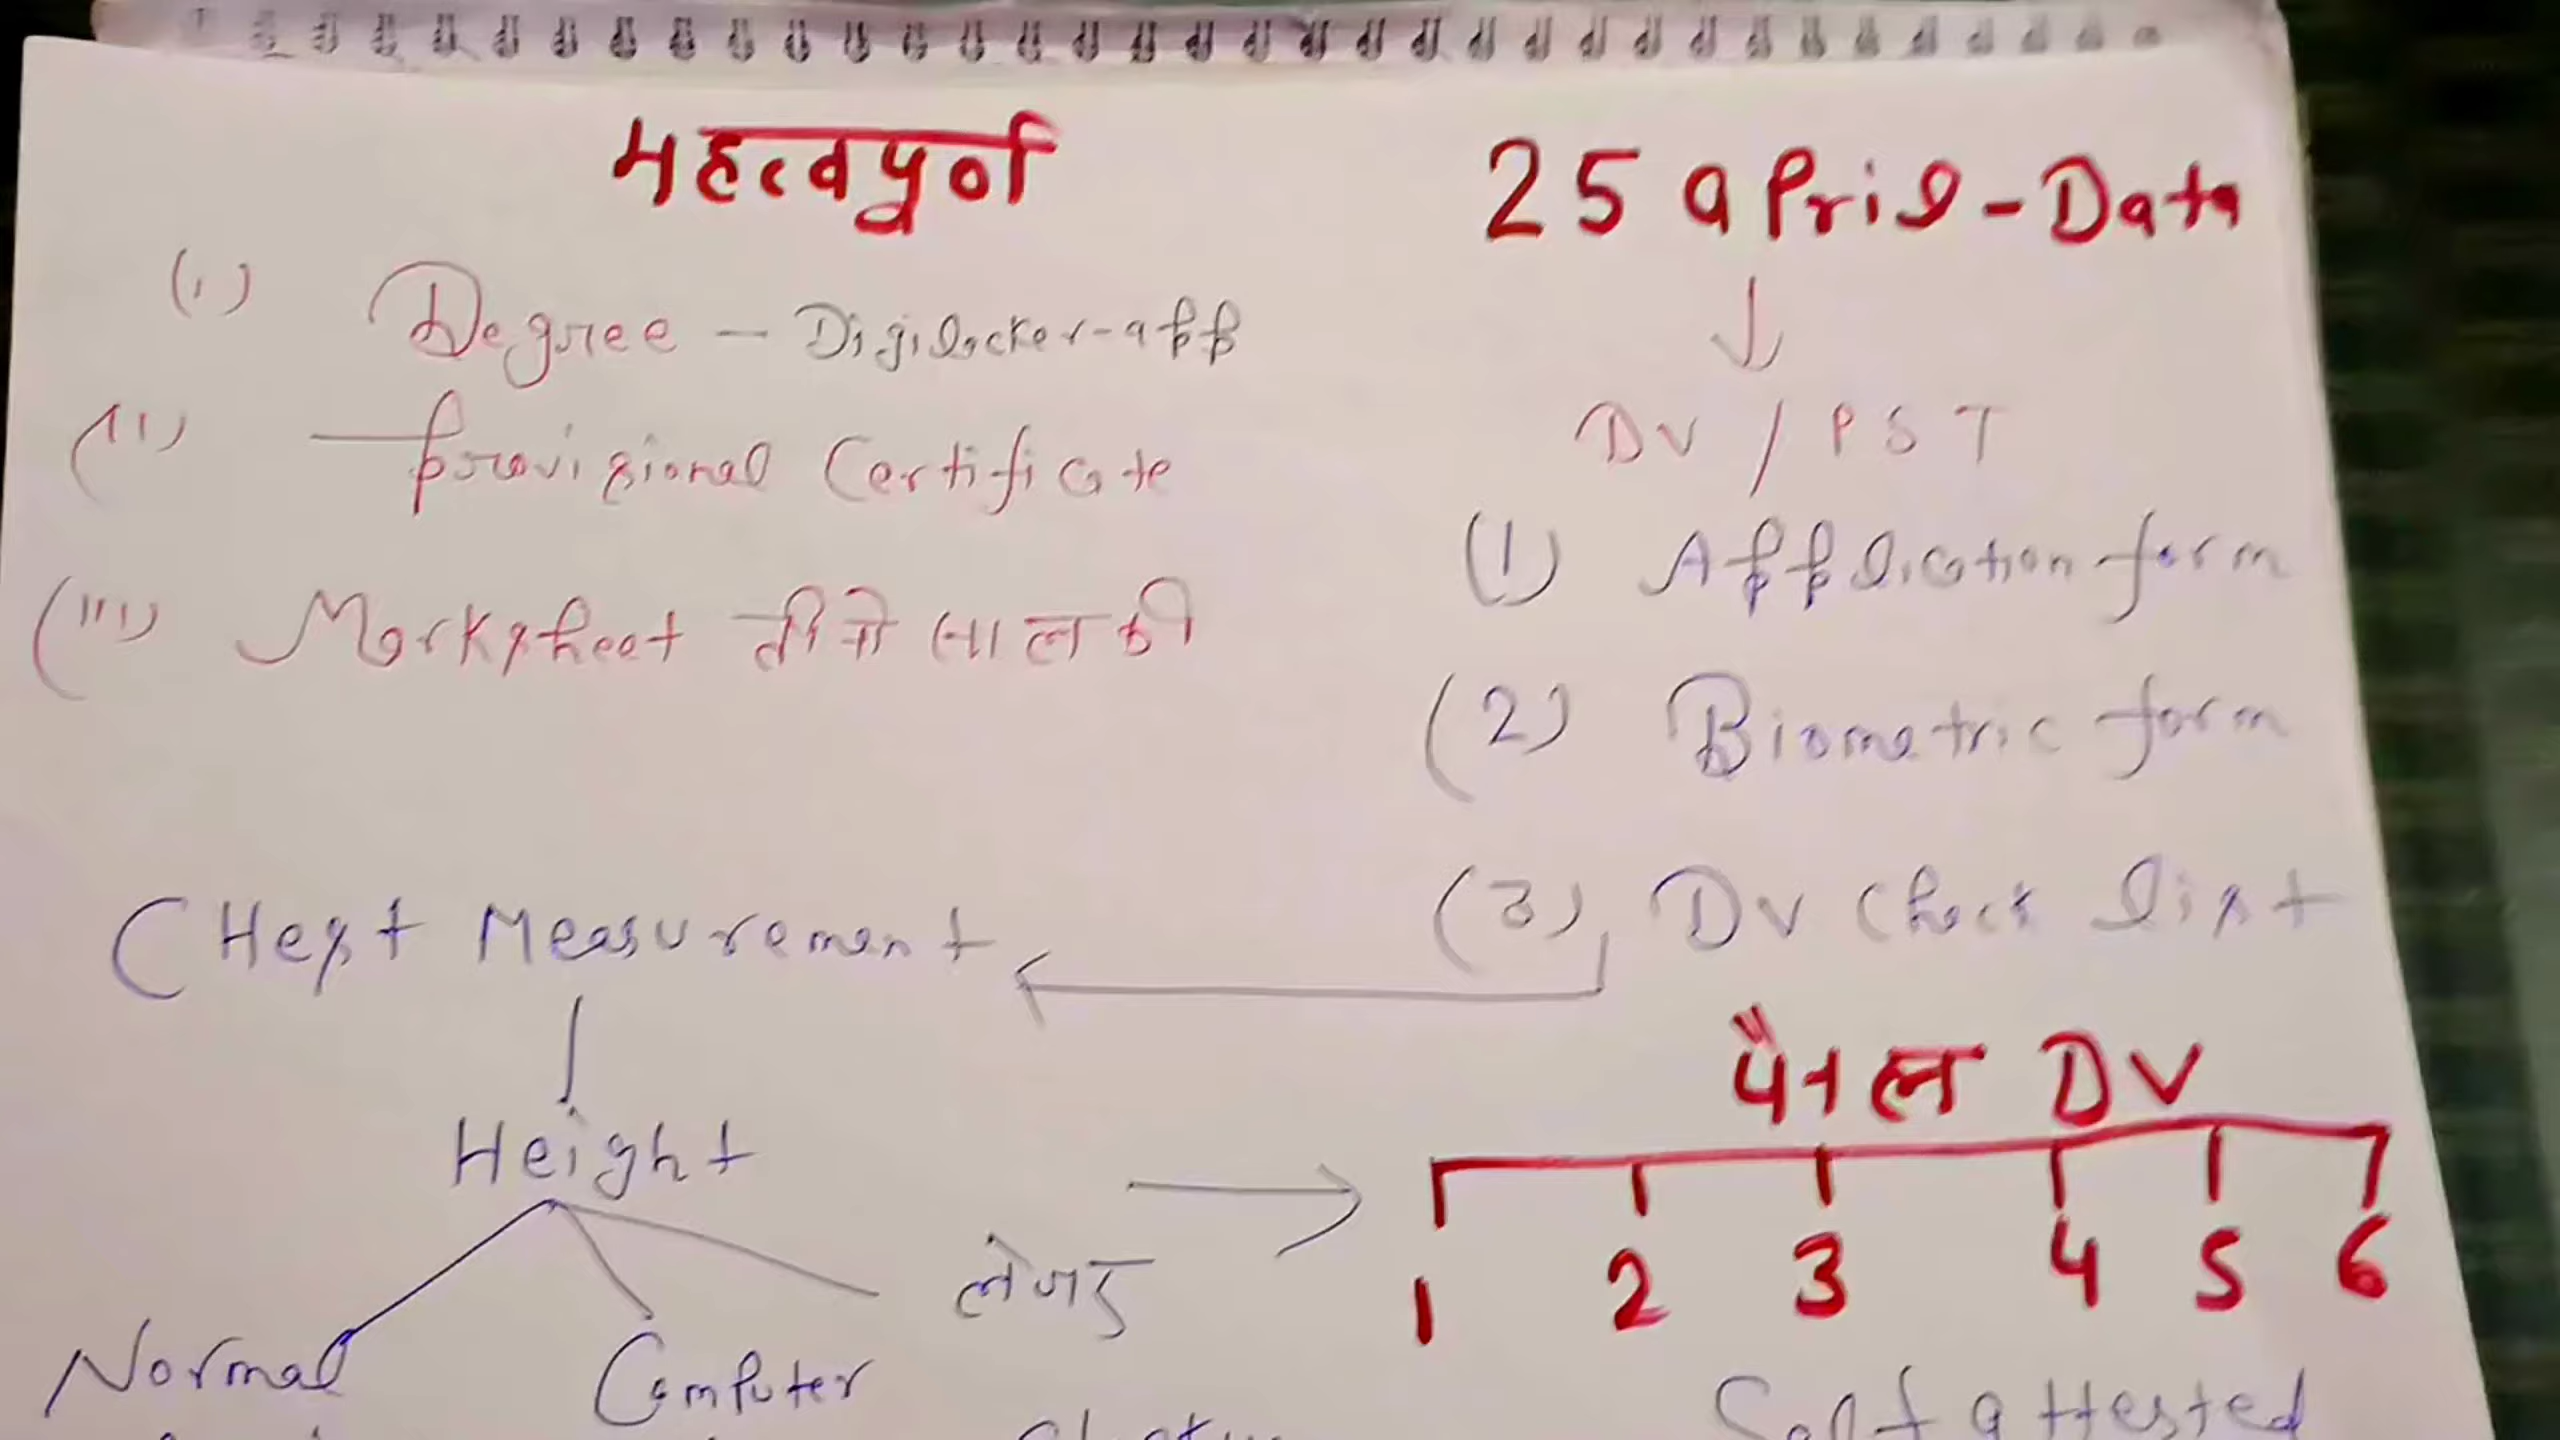 महत्वपूर्ण
(i) Degree - Digilocker-app
(ii) provisional Certificate
(iii) Marksheet तीनो साल की
25 april - Data
DV / PST
(1) Application form
(2) Biometric form
(3) DV Check list
Chest Measurement
Height
Normal
Computer
लेजर
पैनल DV
1 2 3 4 5 6
Self attested